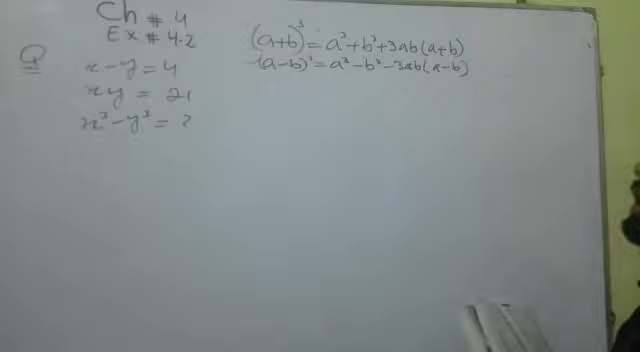 Ch # 4
Ex # 4.2
Q
x - y = 4
xy = 21
x³ - y³ = ?
(a+b)³ = a³ + b³ + 3ab(a+b)
(a-b)³ = a³ - b³ - 3ab(a-b)